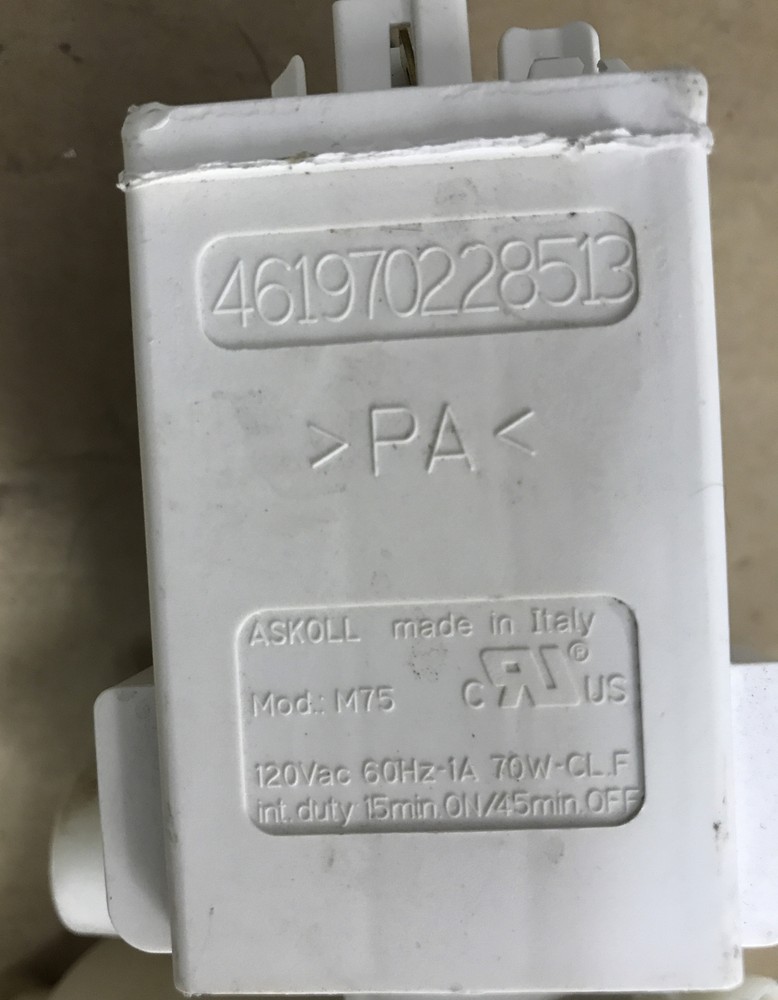 461970228513
>PA<
ASKOLL made in Italy
Mod.: M75 C RU® US
120Vac 60Hz-1A 70W-CL.F
int. duty 15min.ON/45min.OFF